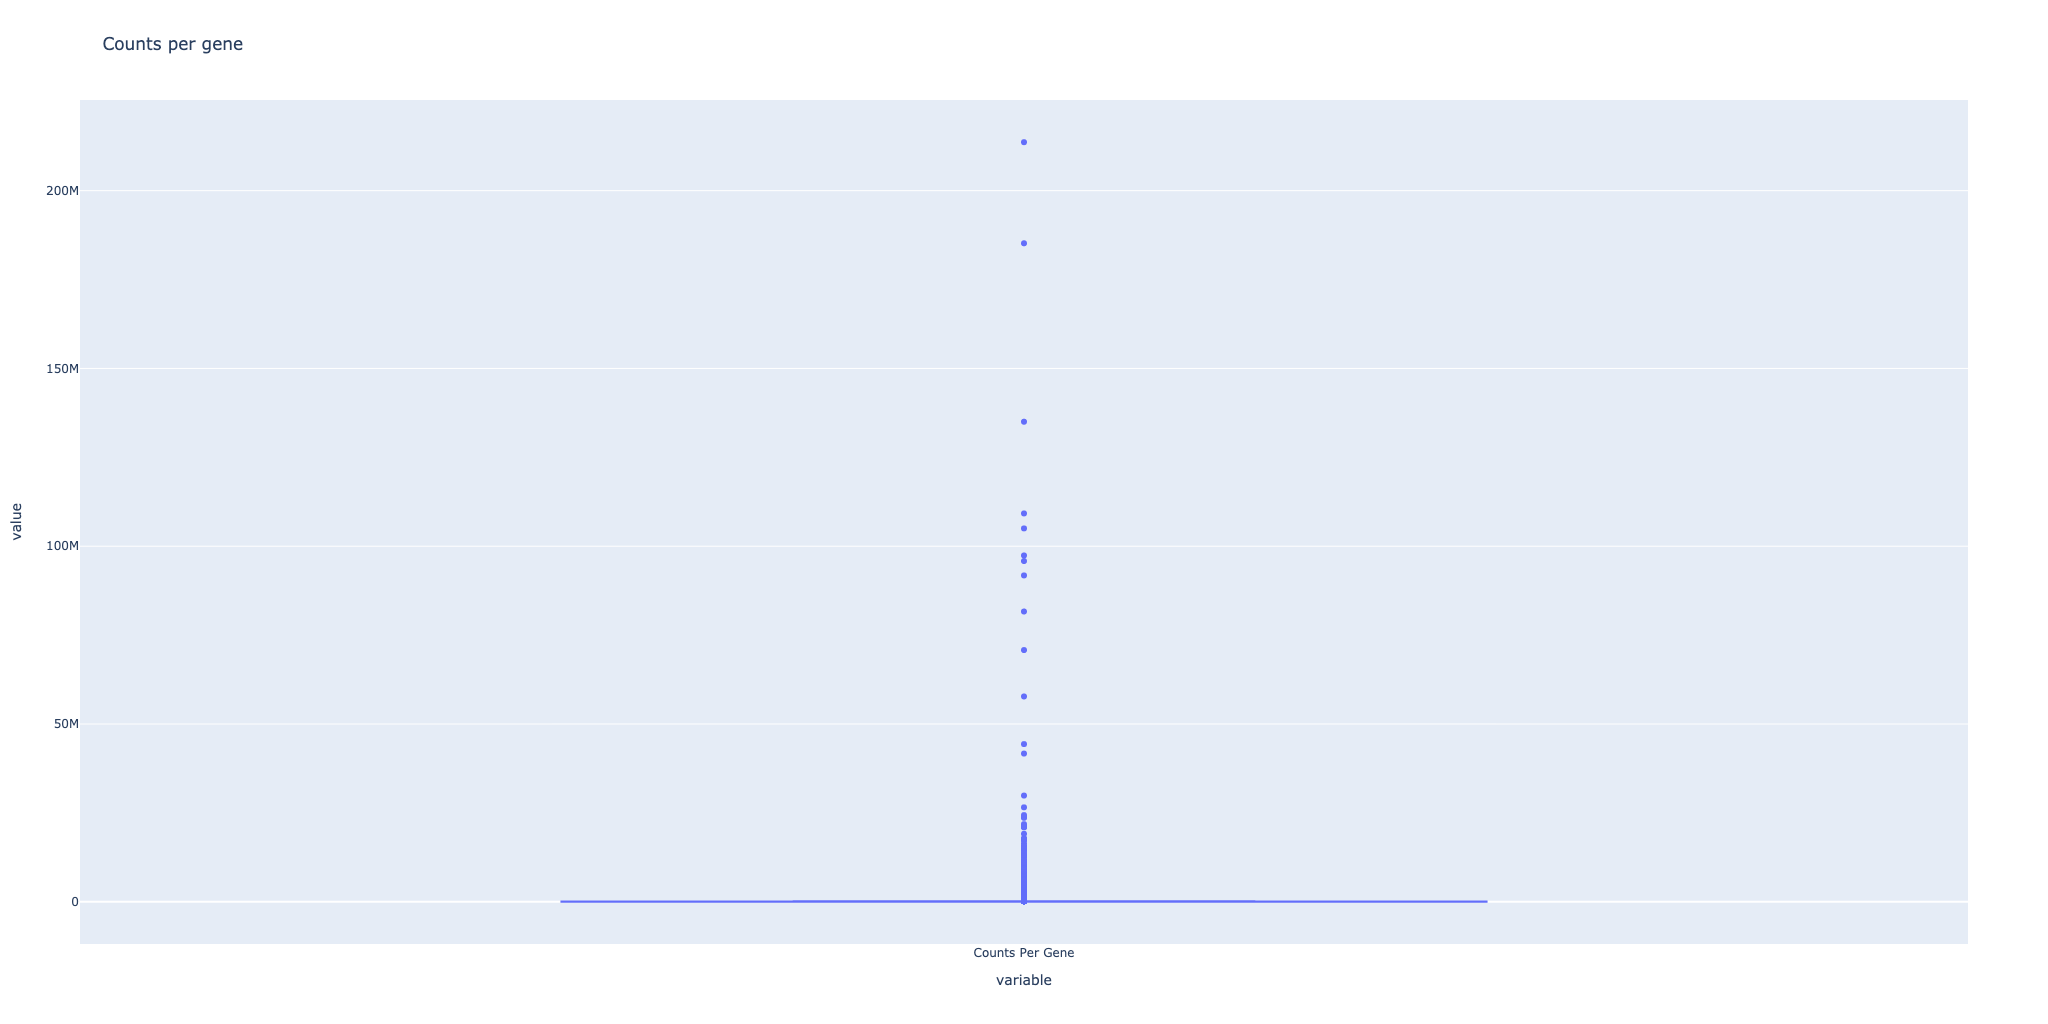 Counts per gene
200M
150M
100M
50M
0
value
Counts Per Gene
variable